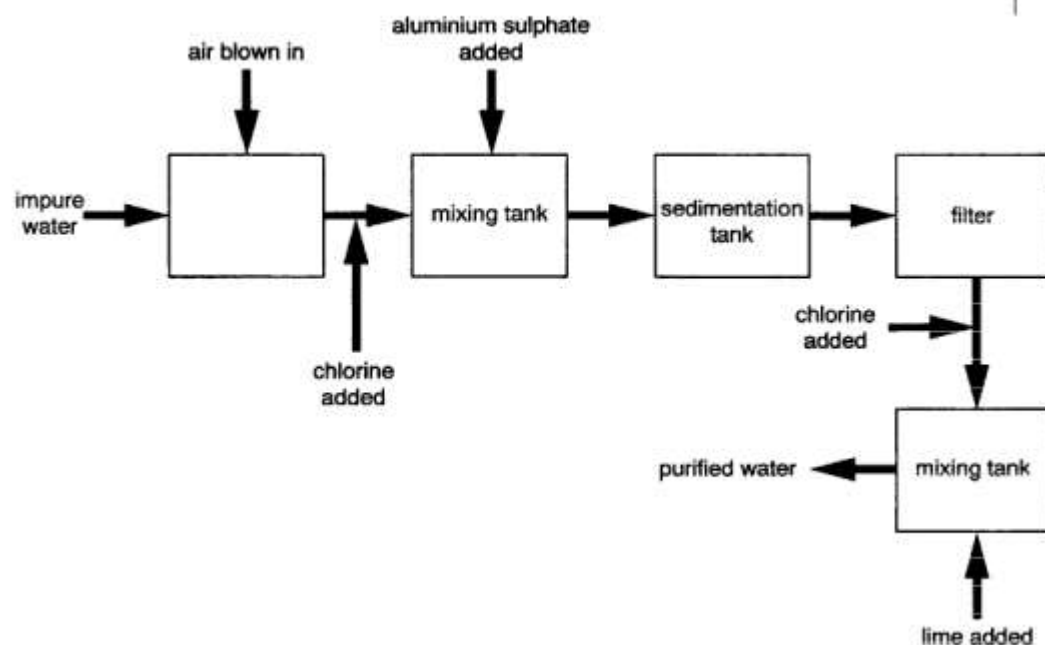 aluminium sulphate
added
air blown in
impure
water
mixing tank
sedimentation
tank
filter
chlorine
added
chlorine
added
purified water
mixing tank
lime added